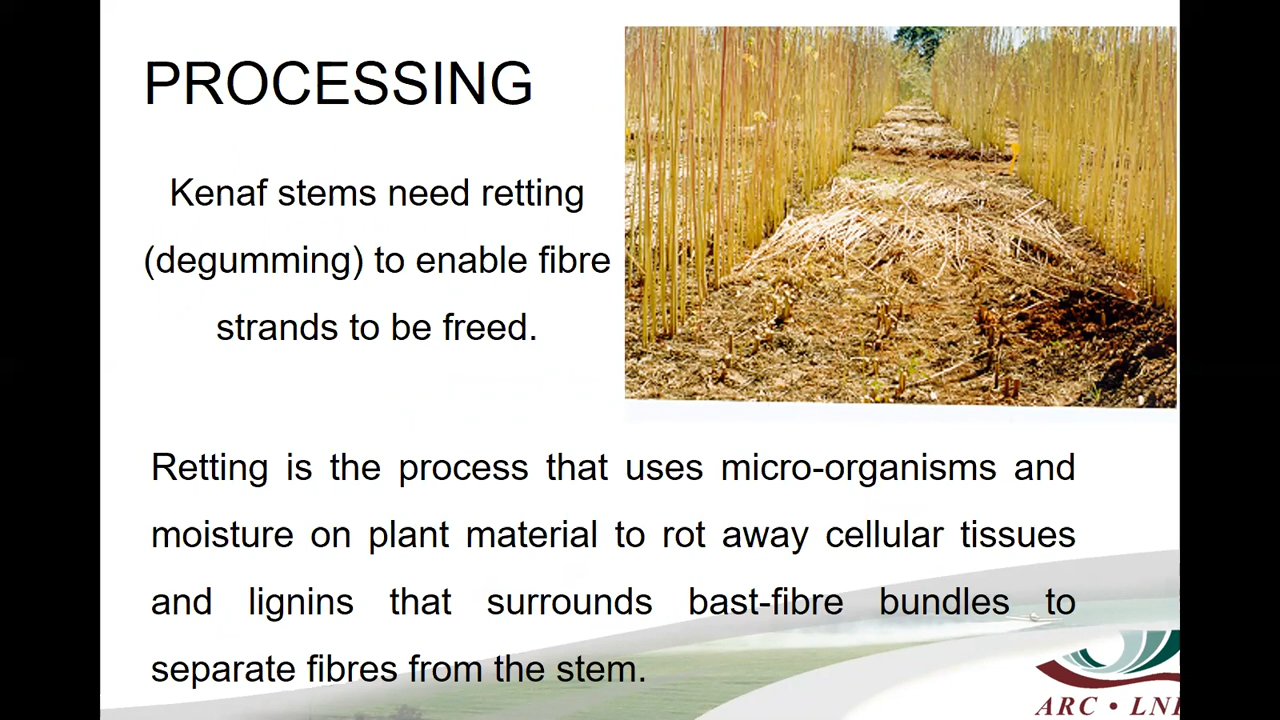 PROCESSING
Kenaf stems need retting
(degumming) to enable fibre
strands to be freed.
Retting is the process that uses micro-organisms and
moisture on plant material to rot away cellular tissues
and lignins that surrounds bast-fibre bundles to
separate fibres from the stem.
ARC • LN